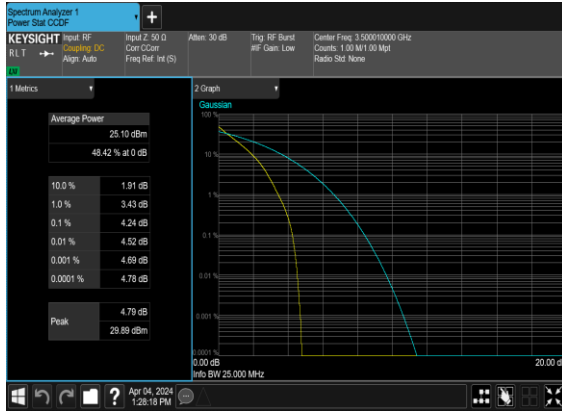 Spectrum Analyzer 1
Power Stat CCDF
KEYSIGHT
RLT
LU
Input: RF
Coupling: DC
Align: Auto
Input Z: 50 Ω
Corr CCorr
Freq Ref: Int (S)
Atten: 30 dB
Trig: RF Burst
#IF Gain: Low
Center Freq: 3.500010000 GHz
Counts: 1.00 M/1.00 Mpt
Radio Std: None
1 Metrics
Average Power
25.10 dBm
48.42 % at 0 dB
10.0 % 1.91 dB
1.0 % 3.43 dB
0.1 % 4.24 dB
0.01 % 4.52 dB
0.001 % 4.69 dB
0.0001 % 4.78 dB
Peak
4.79 dB
29.89 dBm
2 Graph
Gaussian
100 %
10 %
1 %
0.1 %
0.01 %
0.001 %
0.0001 %
0.00 dB
20.00 d
Info BW 25.000 MHz
?
Apr 04, 2024
1:28:18 PM